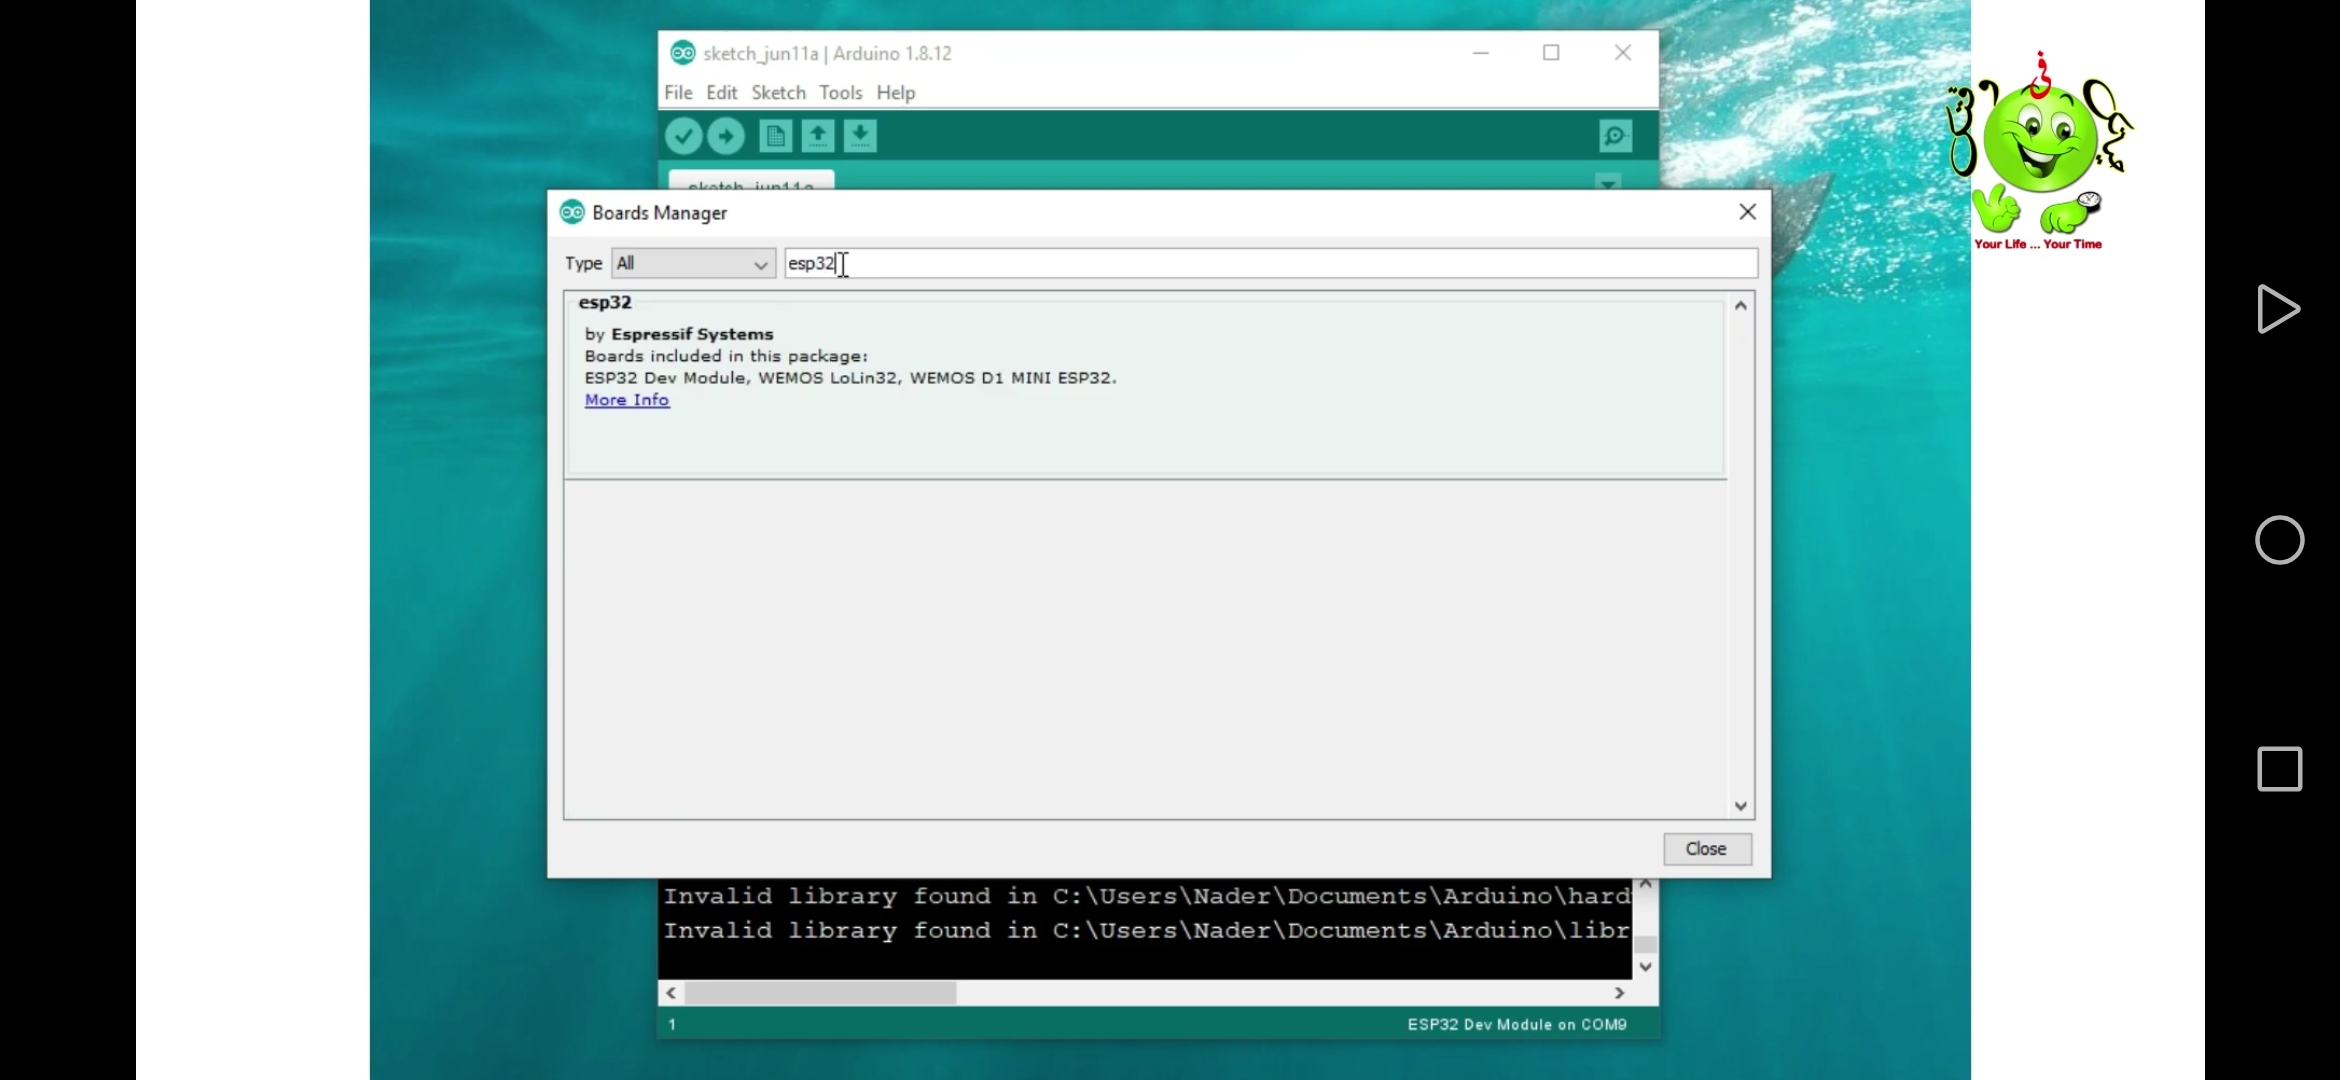 sketch_jun11a | Arduino 1.8.12
File Edit Sketch Tools Help
sketch_jun11a
Boards Manager
Type All esp32
esp32
by Espressif Systems
Boards included in this package:
ESP32 Dev Module, WEMOS LoLin32, WEMOS D1 MINI ESP32.
More Info
Close
Invalid library found in C:\Users\Nader\Documents\Arduino\hard
Invalid library found in C:\Users\Nader\Documents\Arduino\libr
1 ESP32 Dev Module on COM9
في
Your Life ... Your Time